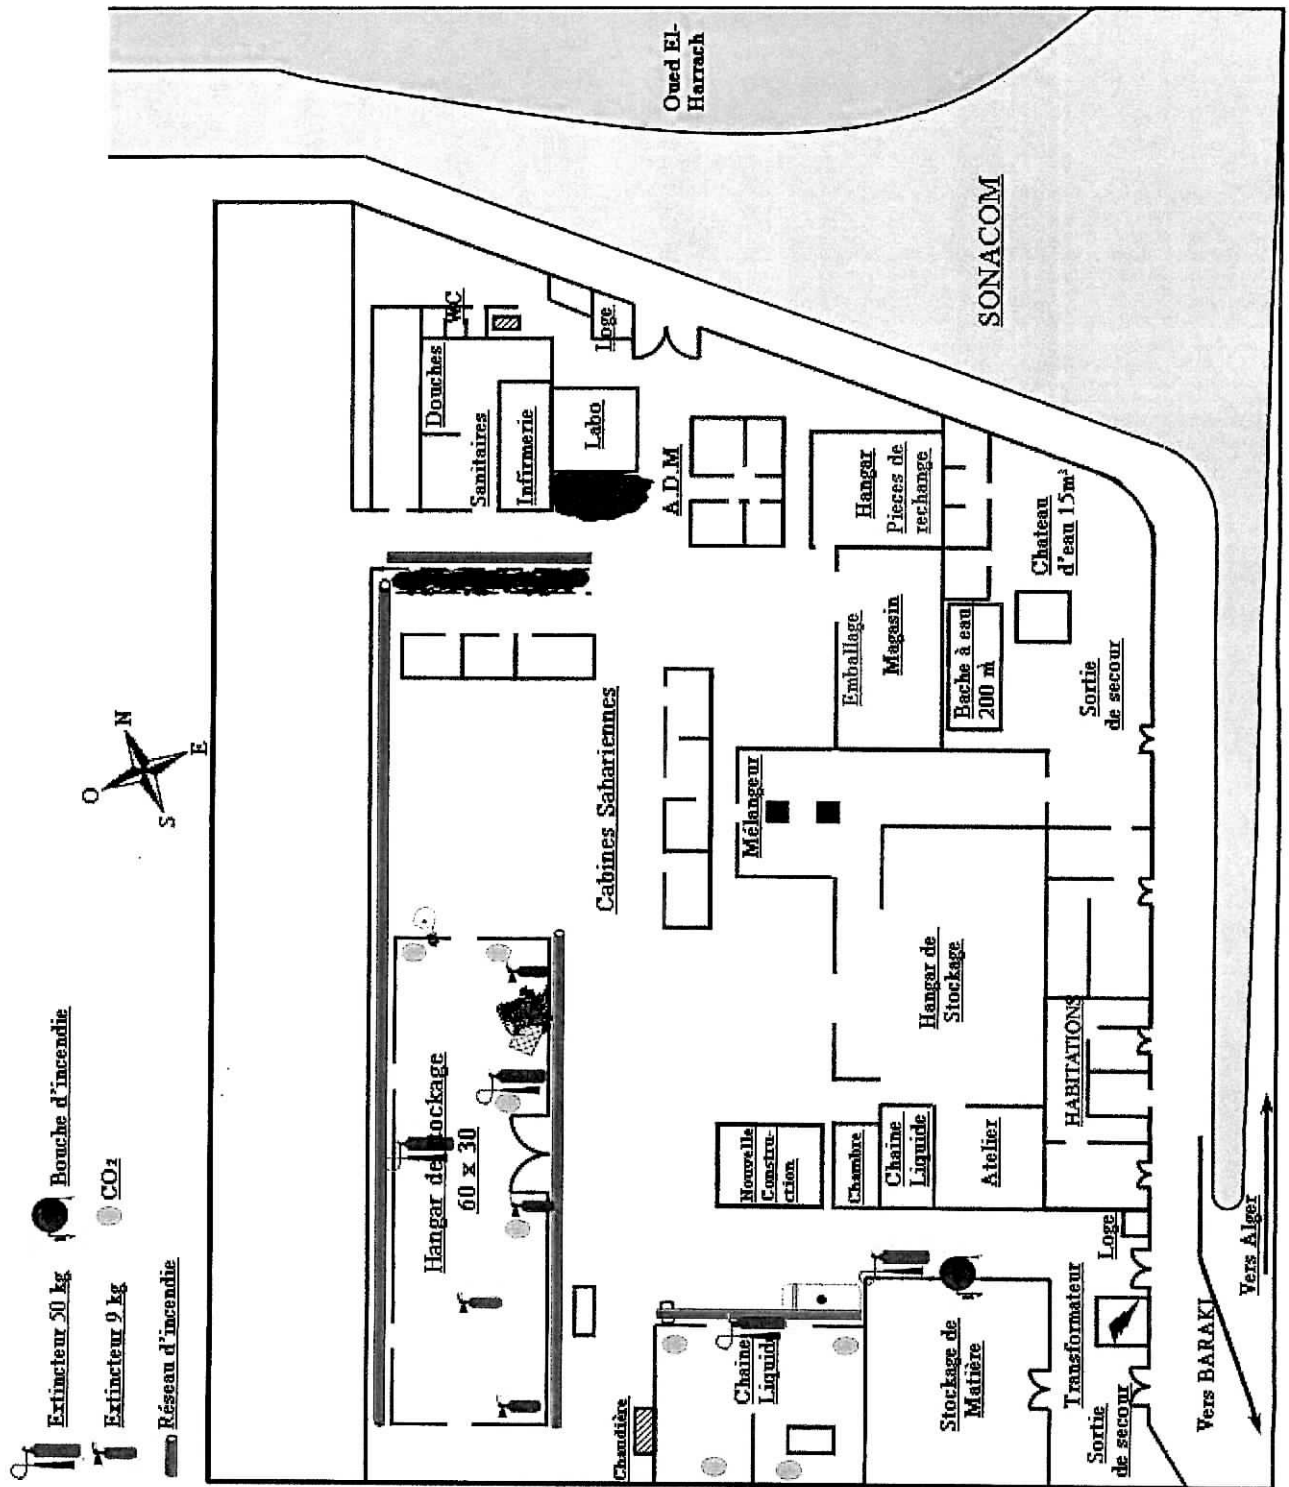 Extincteur 50 kg
Bouche d'incendie
Extincteur 9 kg
CO₂
Réseau d'incendie
O
N
S
E
Oued El-
Harrach
SONACOM
WC
Douches
Sanitaires
Infirmerie
Labo
Loge
A.D.M
Hangar
Pieces de
rechange
Chateau
d'eau 15m³
Emballage
Magasin
Bache à eau
200 m
Sortie
de secour
Cabines Sahariennes
Mélangeur
Hangar de stockage
60 x 30
Hangar de
Stockage
HABITATIONS
Nouvelle
Constru-
ction
Chambre
Chaine
Liquide
Atelier
Loge
Chaudière
Chaine
Liquide
Stockage de
Matière
Transformateur
Sortie
de secour
Vers BARAKI
Vers Alger